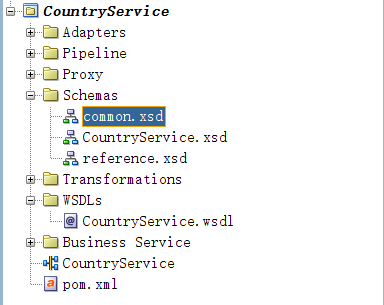 CountryService
Adapters
Pipeline
Proxy
Schemas
common.xsd
CountryService.xsd
reference.xsd
Transformations
WSDLs
CountryService.wsdl
Business Service
CountryService
pom.xml